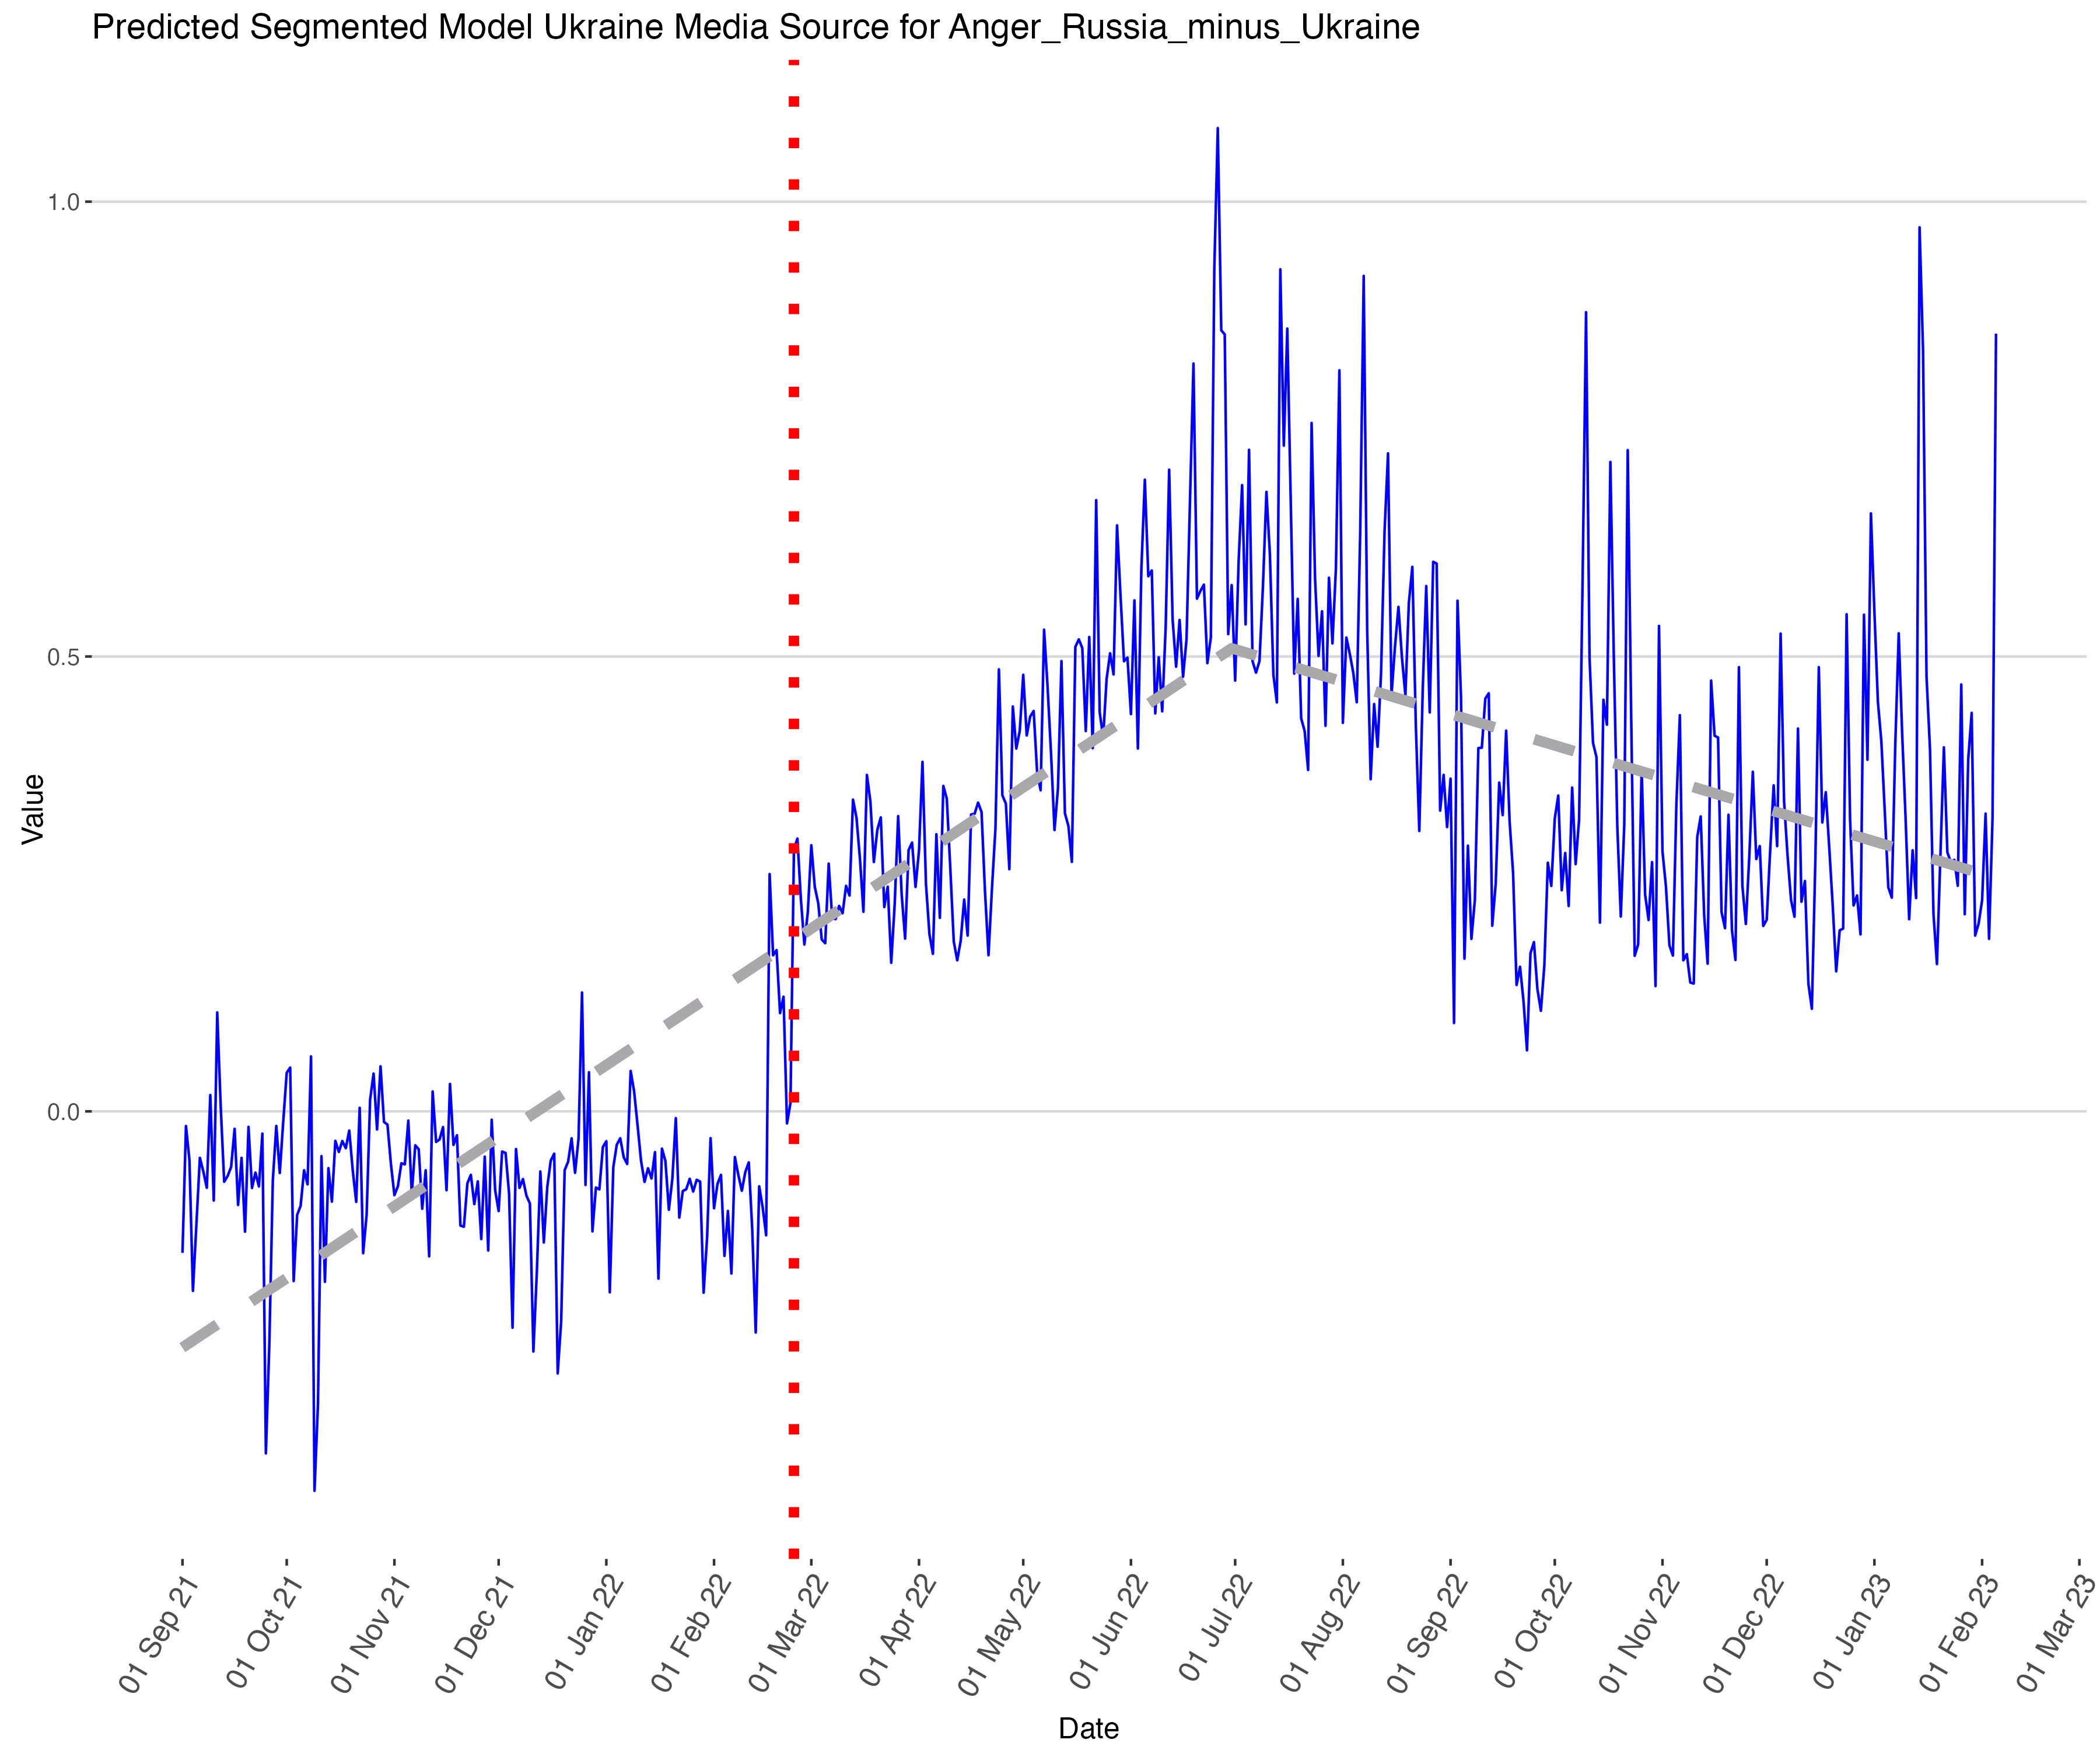 Predicted Segmented Model Ukraine Media Source for Anger_Russia_minus_Ukraine
1.0
0.5
0.0
Value
01 Sep 21
01 Oct 21
01 Nov 21
01 Dec 21
01 Jan 22
01 Feb 22
01 Mar 22
01 Apr 22
01 May 22
01 Jun 22
01 Jul 22
01 Aug 22
01 Sep 22
01 Oct 22
01 Nov 22
01 Dec 22
01 Jan 23
01 Feb 23
01 Mar 23
Date